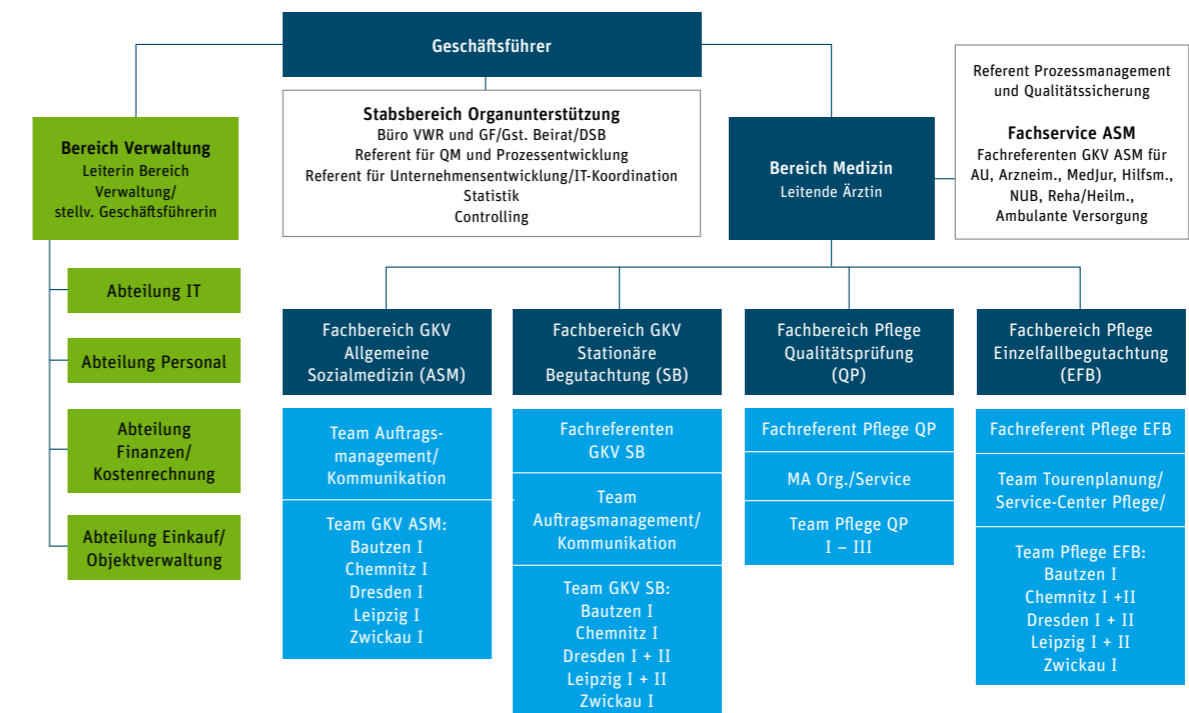 Geschäftsführer
Stabsbereich Organunterstützung
Büro VWR und GF/Gst. Beirat/DSB
Referent für QM und Prozessentwicklung
Referent für Unternehmensentwicklung/IT-Koordination
Statistik
Controlling
Bereich Verwaltung
Leiterin Bereich
Verwaltung/
stellv. Geschäftsführerin
Abteilung IT
Abteilung Personal
Abteilung
Finanzen/
Kostenrechnung
Abteilung Einkauf/
Objektverwaltung
Bereich Medizin
Leitende Ärztin
Referent Prozessmanagement
und Qualitätssicherung
Fachservice ASM
Fachreferenten GKV ASM für
AU, Arzneim., MedJur, Hilfsm.,
NUB, Reha/Heilm.,
Ambulante Versorgung
Fachbereich GKV
Allgemeine
Sozialmedizin (ASM)
Team Auftrags-
management/
Kommunikation
Team GKV ASM:
Bautzen I
Chemnitz I
Dresden I
Leipzig I
Zwickau I
Fachbereich GKV
Stationäre
Begutachtung (SB)
Fachreferenten
GKV SB
Team
Auftragsmanagement/
Kommunikation
Team GKV SB:
Bautzen I
Chemnitz I
Dresden I + II
Leipzig I + II
Zwickau I
Fachbereich Pflege
Qualitätsprüfung
(QP)
Fachreferent Pflege QP
MA Org./Service
Team Pflege QP
I – III
Fachbereich Pflege
Einzelfallbegutachtung
(EFB)
Fachreferent Pflege EFB
Team Tourenplanung/
Service-Center Pflege/
Team Pflege EFB:
Bautzen I
Chemnitz I +II
Dresden I + II
Leipzig I + II
Zwickau I